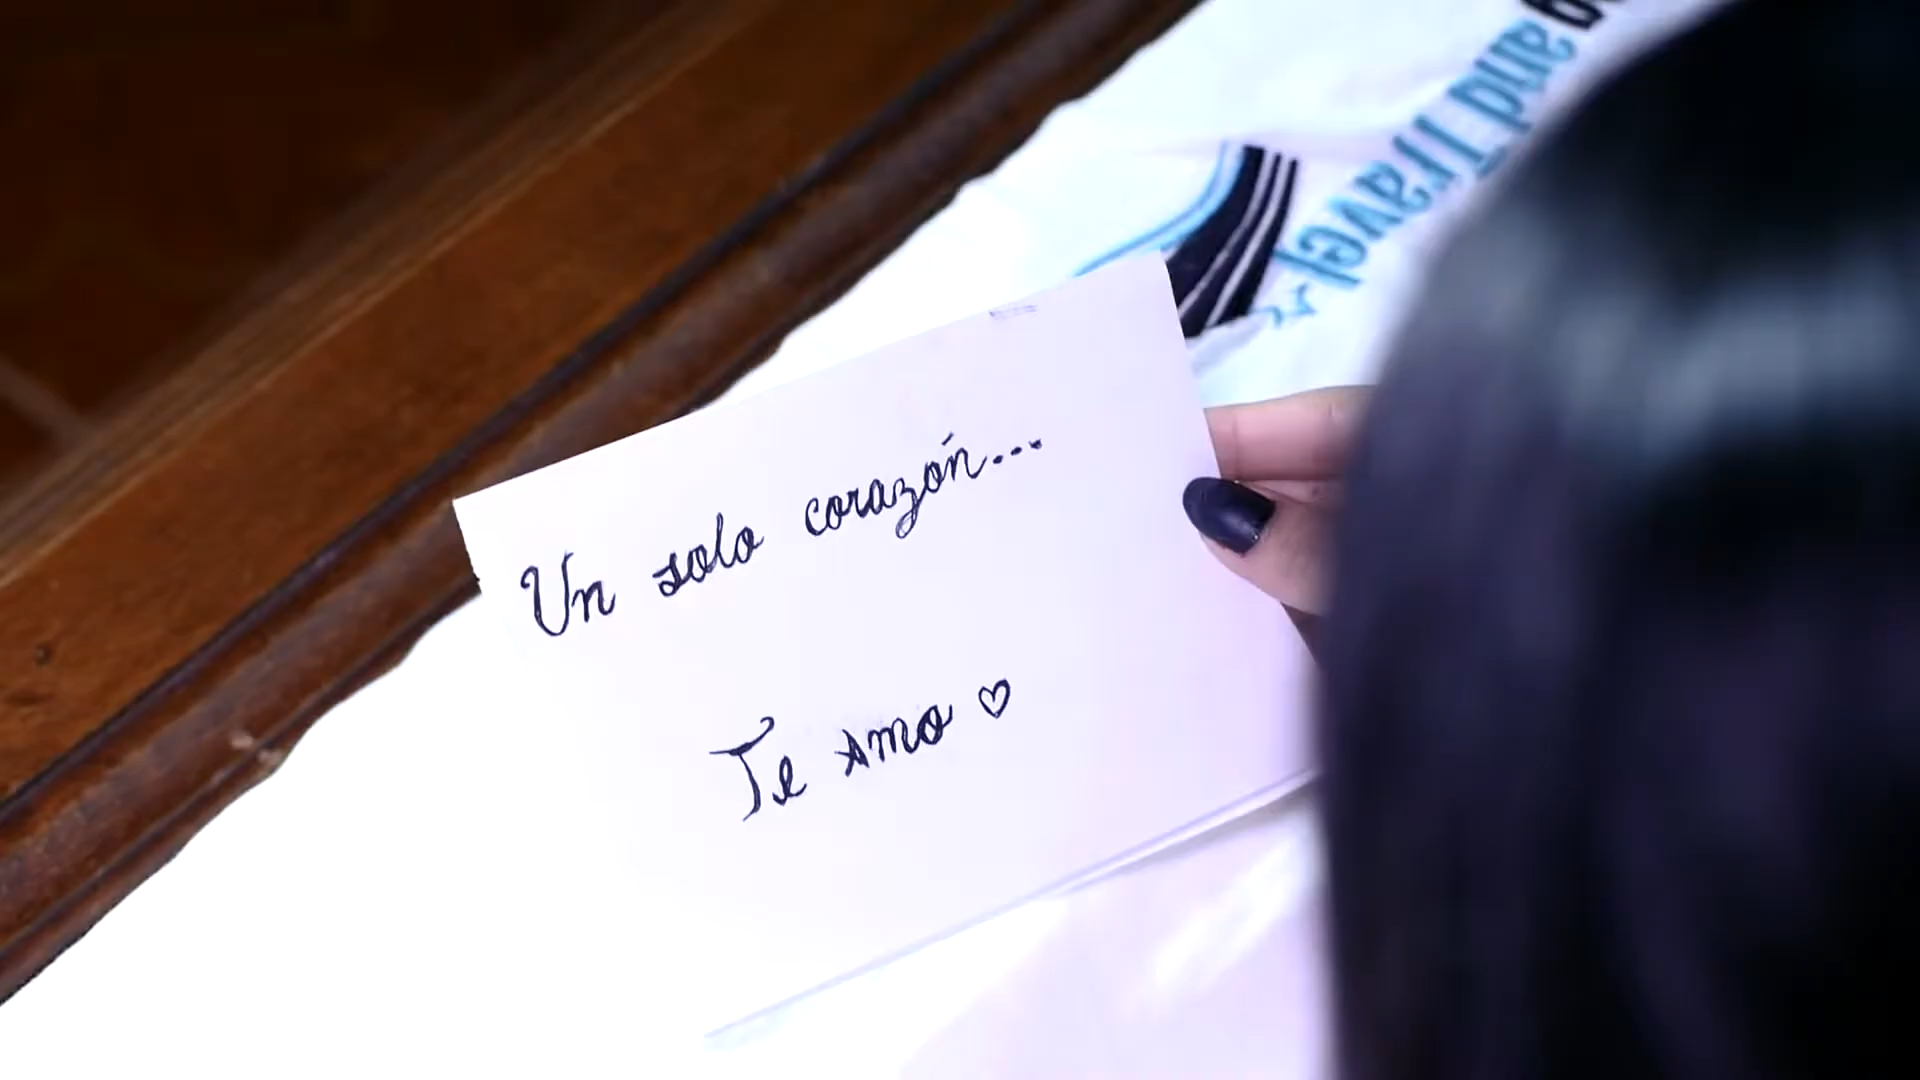 and Travel
Un solo corazón...
Te amo ♡